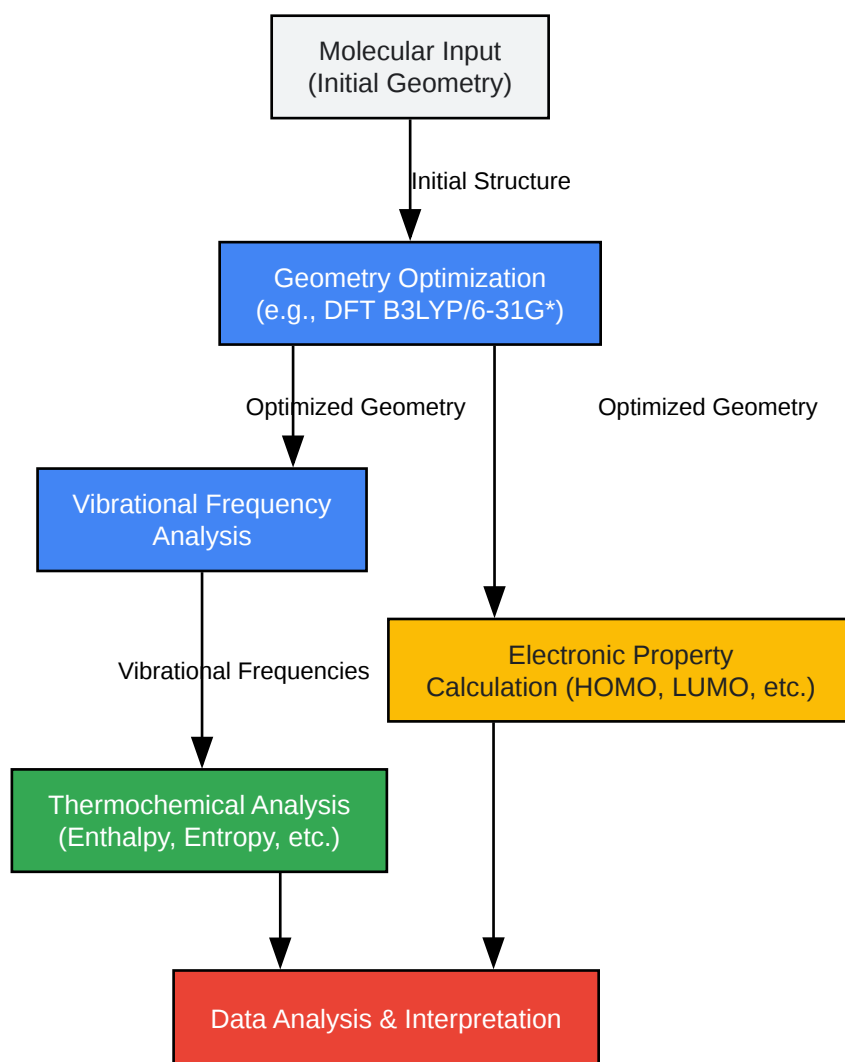 Molecular Input
(Initial Geometry)
Initial Structure
Geometry Optimization
(e.g., DFT B3LYP/6-31G*)
Optimized Geometry
Optimized Geometry
Vibrational Frequency
Analysis
Electronic Property
Calculation (HOMO, LUMO, etc.)
Vibrational Frequencies
Thermochemical Analysis
(Enthalpy, Entropy, etc.)
Data Analysis & Interpretation